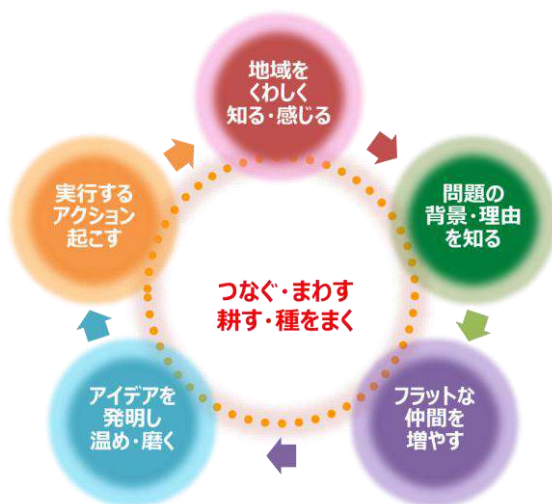 地域を
くわしく
知る・感じる
問題の
背景・理由
を知る
フラットな
仲間を
増やす
アイデアを
発明し
温め・磨く
実行する
アクション
起こす
つなぐ・まわす
耕す・種をまく